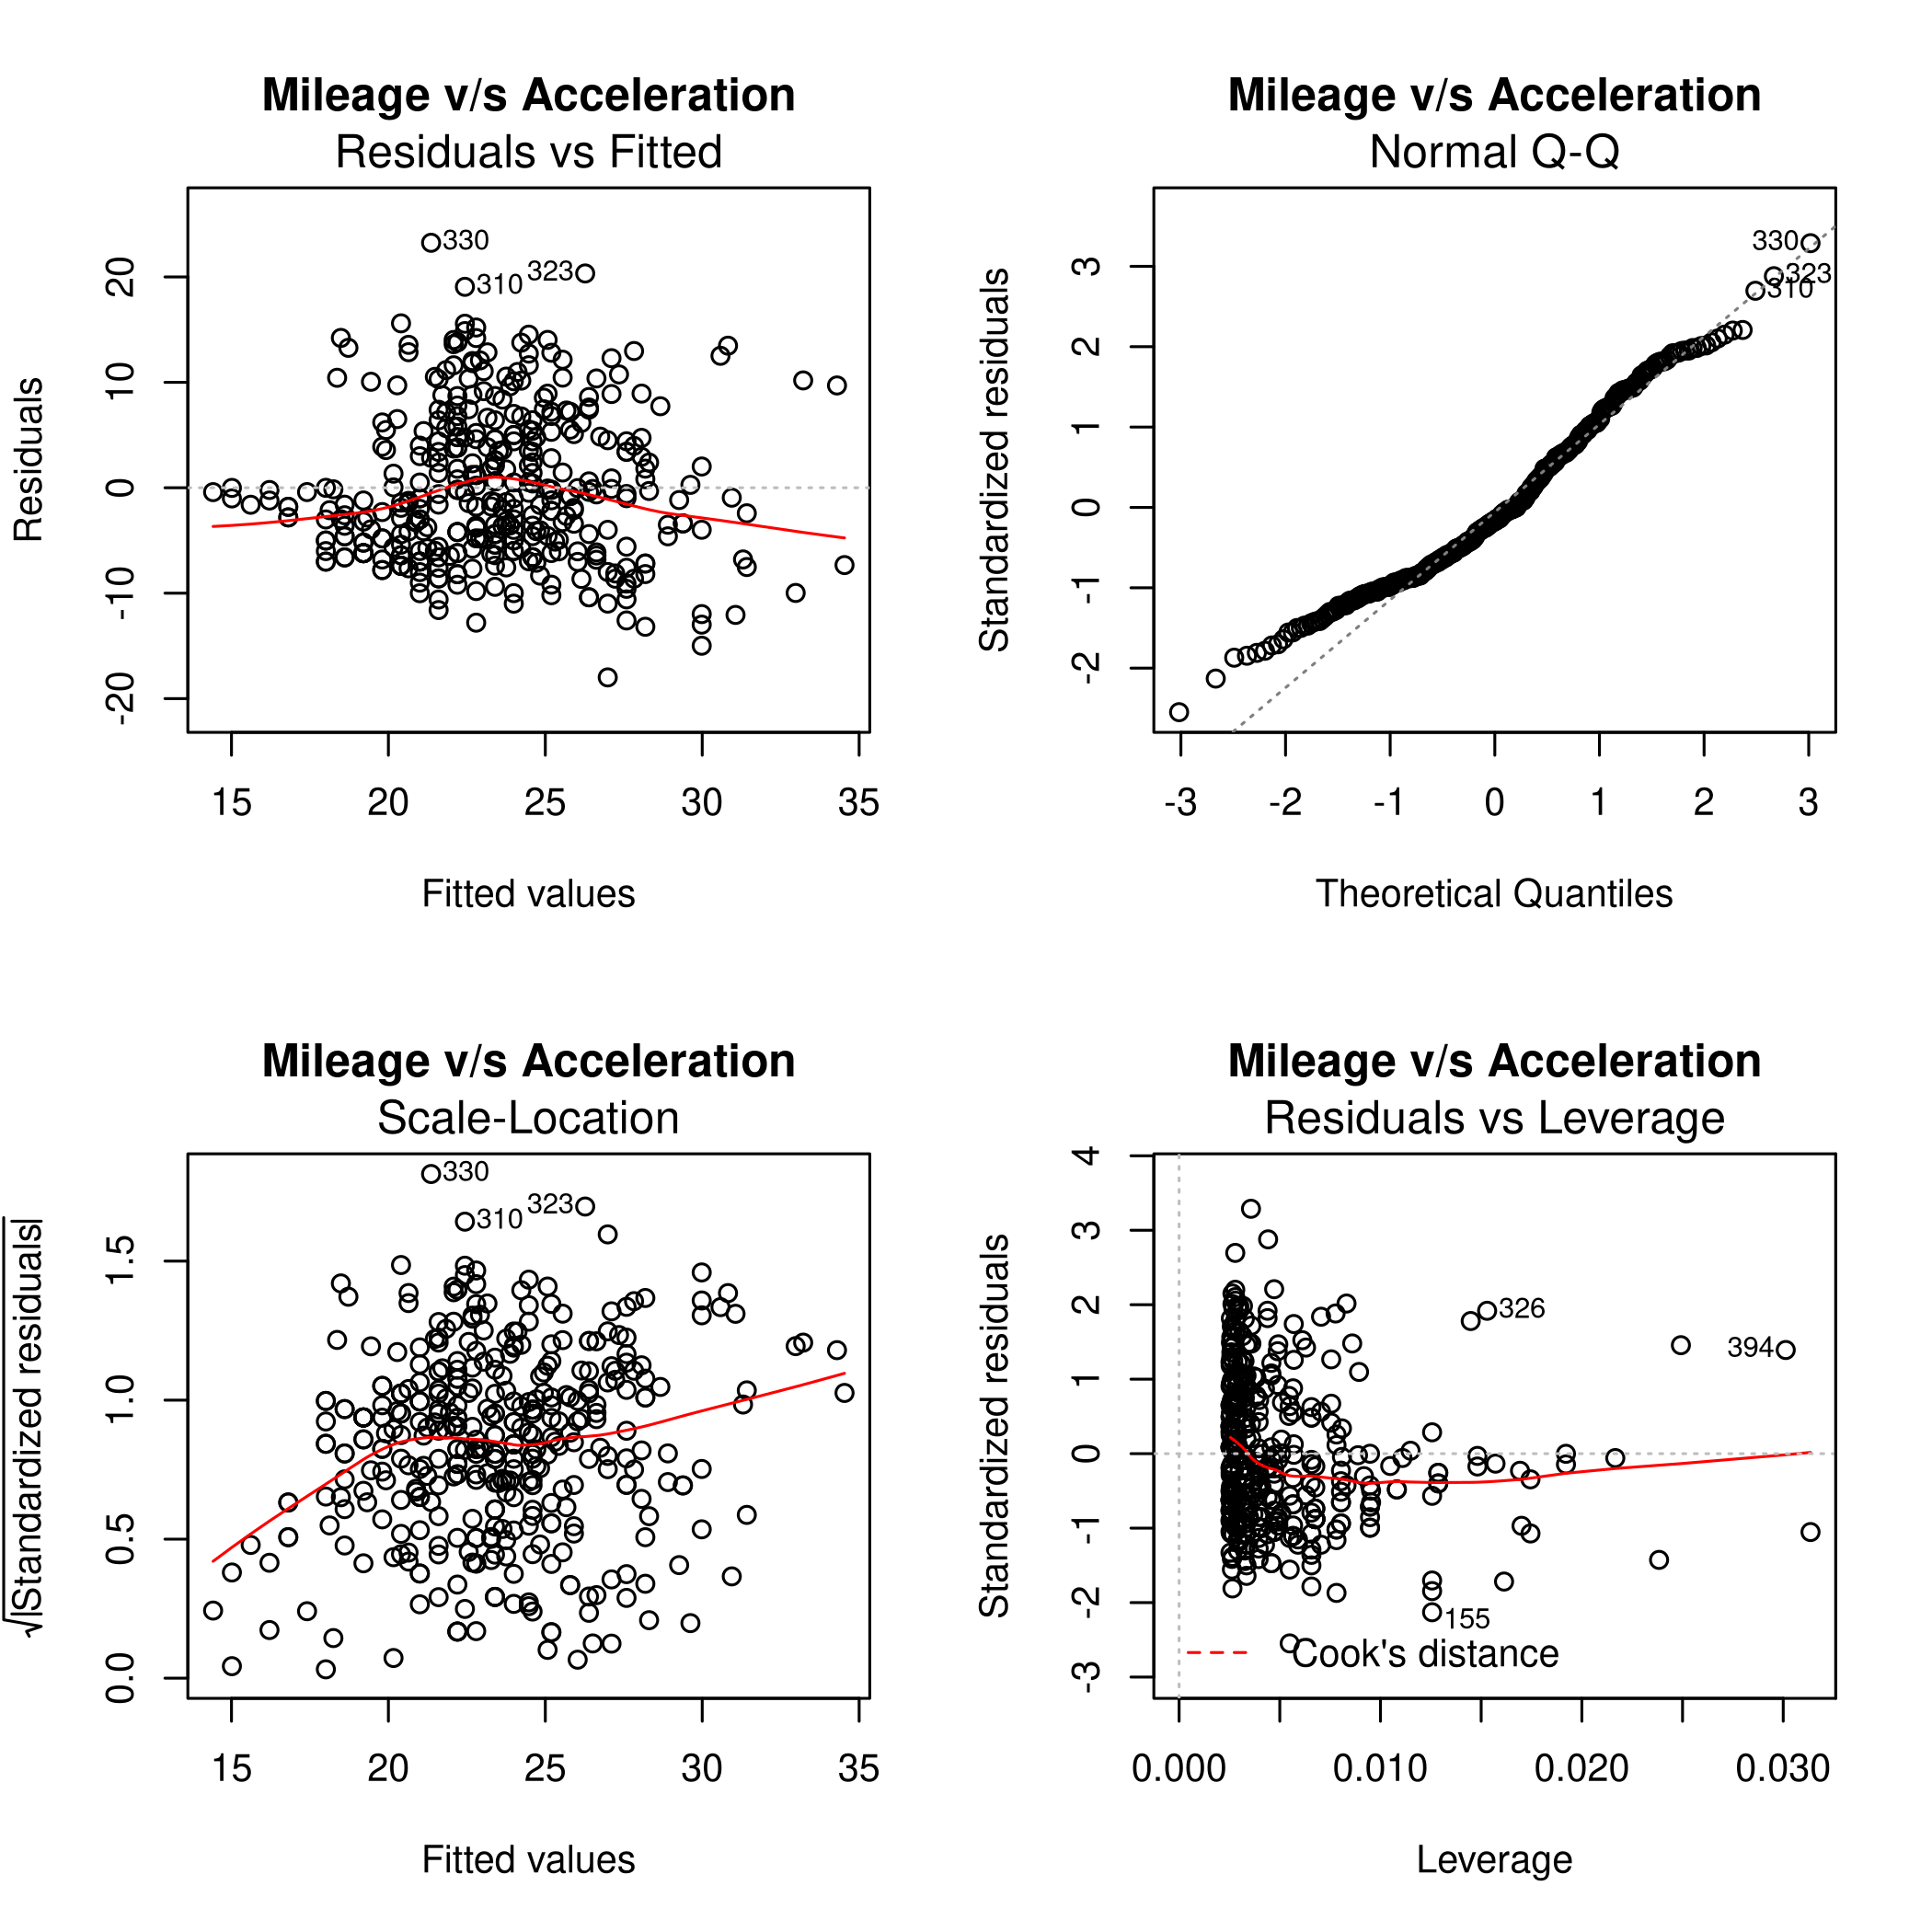 Mileage v/s Acceleration
Residuals vs Fitted
Residuals
20
10
0
-10
-20
330
323
310
15 20 25 30 35
Fitted values
Mileage v/s Acceleration
Normal Q-Q
Standardized residuals
3
2
1
0
-1
-2
330
323
310
-3 -2 -1 0 1 2 3
Theoretical Quantiles
Mileage v/s Acceleration
Scale-Location
√|Standardized residuals|
1.5
1.0
0.5
0.0
330
323
310
15 20 25 30 35
Fitted values
Mileage v/s Acceleration
Residuals vs Leverage
Standardized residuals
4
3
2
1
0
-1
-2
-3
326
394
155
Cook's distance
0.000 0.010 0.020 0.030
Leverage